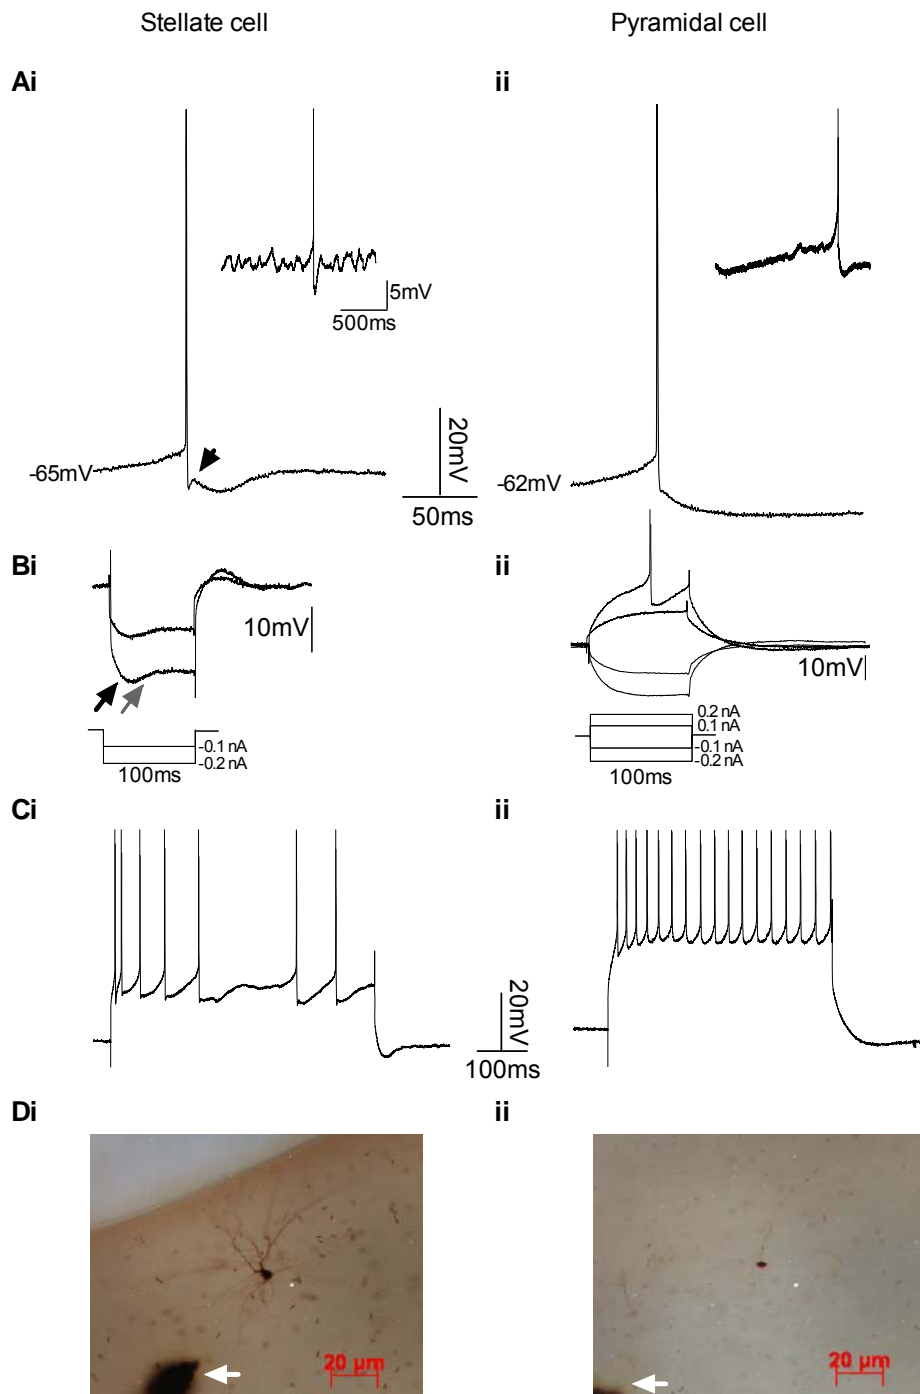 Stellate cell
Pyramidal cell
Ai
ii
5mV
500ms
-65mV
20mV
50ms
-62mV
Bi
ii
10mV
-0.1 nA
-0.2 nA
100ms
10mV
0.2 nA
0.1 nA
-0.1 nA
-0.2 nA
100ms
Ci
ii
20mV
100ms
Di
ii
20 µm
20 µm